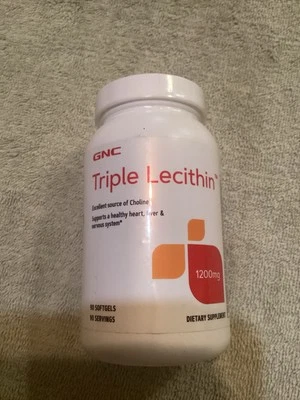 GNC
Triple Lecithin™
Excellent source of Choline
Supports a healthy heart, liver &
nervous system*
1200mg
90 SOFTGELS
90 SERVINGS
DIETARY SUPPLEMENT